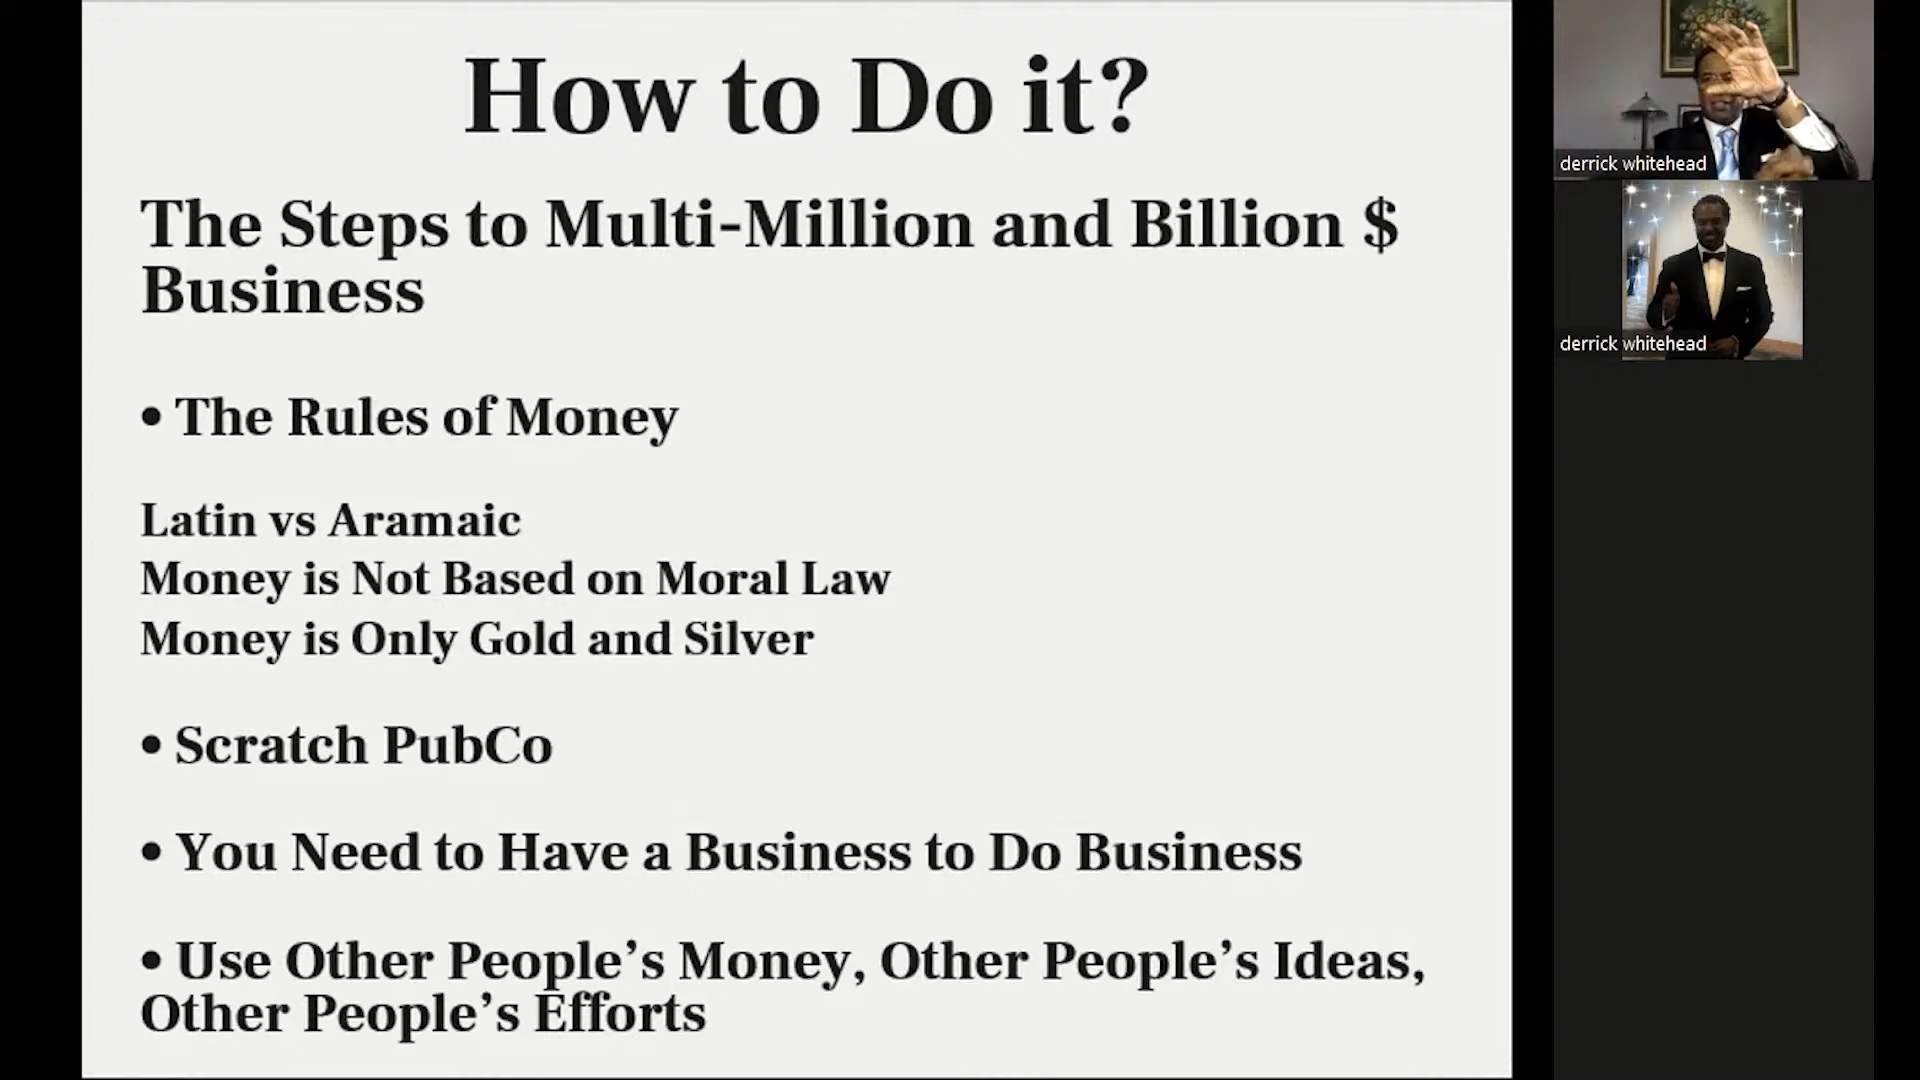 How to Do it?
The Steps to Multi-Million and Billion $
Business
• The Rules of Money
Latin vs Aramaic
Money is Not Based on Moral Law
Money is Only Gold and Silver
• Scratch PubCo
• You Need to Have a Business to Do Business
• Use Other People’s Money, Other People’s Ideas,
Other People’s Efforts
derrick whitehead
derrick whitehead